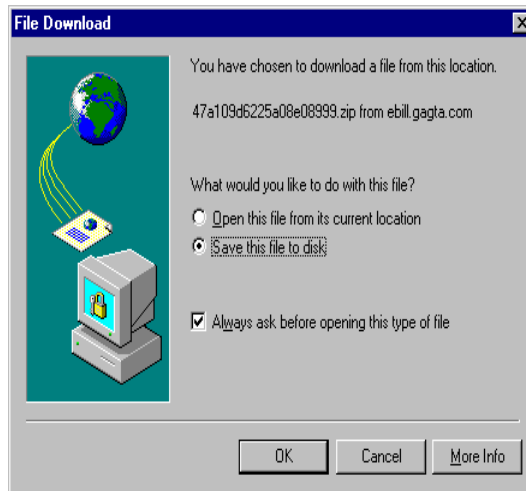 File Download
You have chosen to download a file from this location.
47a109d6225a08e08999.zip from ebill.gagta.com
What would you like to do with this file?
Open this file from its current location
Save this file to disk
Always ask before opening this type of file
OK
Cancel
More Info